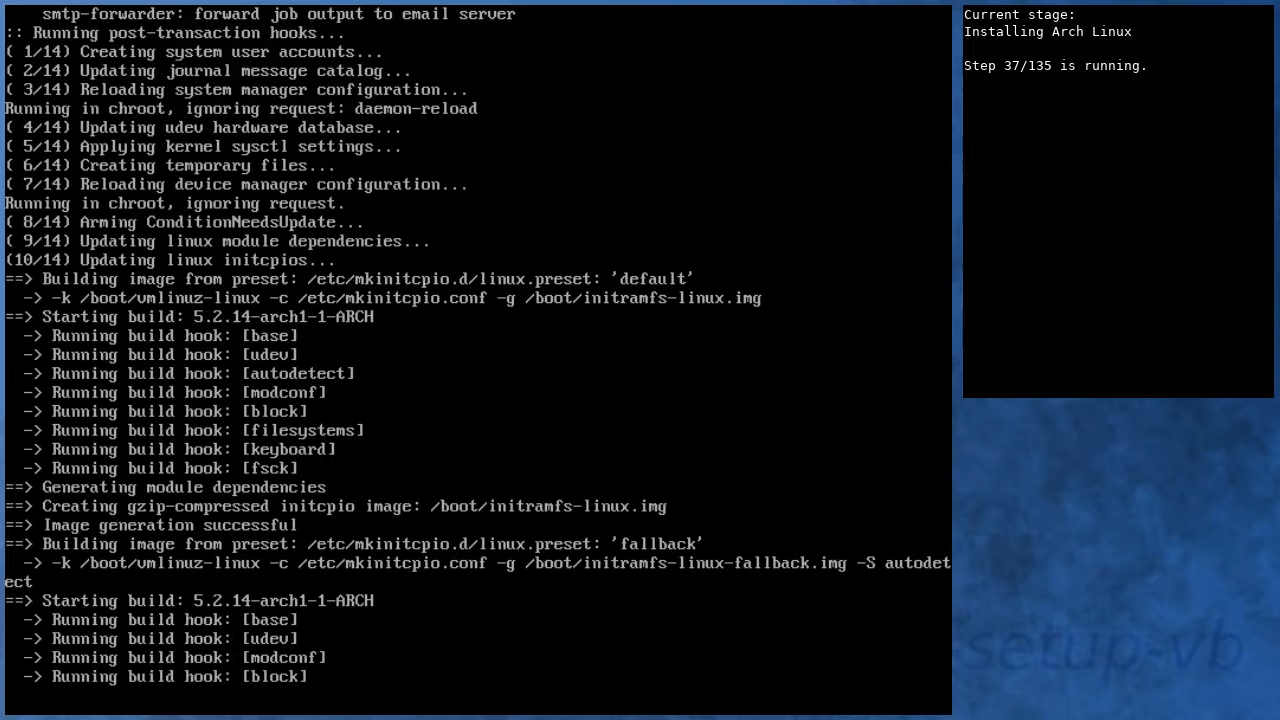 smtp-forwarder: forward job output to email server
:: Running post-transaction hooks...
( 1/14) Creating system user accounts...
( 2/14) Updating journal message catalog...
( 3/14) Reloading system manager configuration...
Running in chroot, ignoring request: daemon-reload
( 4/14) Updating udev hardware database...
( 5/14) Applying kernel sysctl settings...
( 6/14) Creating temporary files...
( 7/14) Reloading device manager configuration...
Running in chroot, ignoring request.
( 8/14) Arming ConditionNeedsUpdate...
( 9/14) Updating linux module dependencies...
(10/14) Updating linux initcpios...
==> Building image from preset: /etc/mkinitcpio.d/linux.preset: 'default'
  -> -k /boot/vmlinuz-linux -c /etc/mkinitcpio.conf -g /boot/initramfs-linux.img
==> Starting build: 5.2.14-arch1-1-ARCH
  -> Running build hook: [base]
  -> Running build hook: [udev]
  -> Running build hook: [autodetect]
  -> Running build hook: [modconf]
  -> Running build hook: [block]
  -> Running build hook: [filesystems]
  -> Running build hook: [keyboard]
  -> Running build hook: [fsck]
==> Generating module dependencies
==> Creating gzip-compressed initcpio image: /boot/initramfs-linux.img
==> Image generation successful
==> Building image from preset: /etc/mkinitcpio.d/linux.preset: 'fallback'
  -> -k /boot/vmlinuz-linux -c /etc/mkinitcpio.conf -g /boot/initramfs-linux-fallback.img -S autodet
ect
==> Starting build: 5.2.14-arch1-1-ARCH
  -> Running build hook: [base]
  -> Running build hook: [udev]
  -> Running build hook: [modconf]
  -> Running build hook: [block]
Current stage:
Installing Arch Linux
Step 37/135 is running.
setup-vb